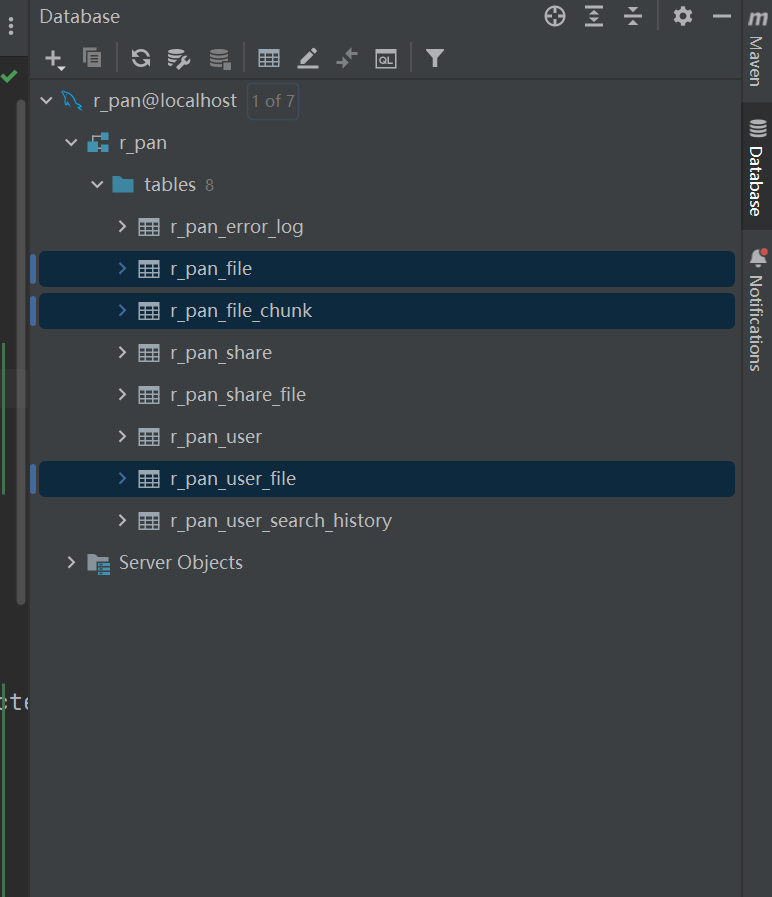 Database
r_pan@localhost 1 of 7
r_pan
tables 8
r_pan_error_log
r_pan_file
r_pan_file_chunk
r_pan_share
r_pan_share_file
r_pan_user
r_pan_user_file
r_pan_user_search_history
Server Objects
QL
cte
m
Maven
Database
Notifications